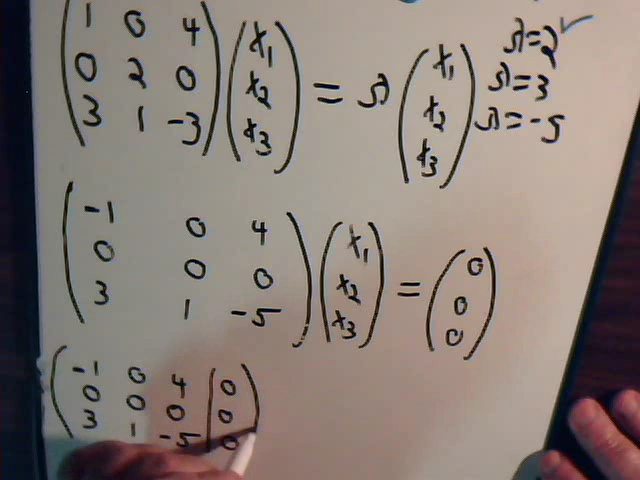 ( 1 0 4 ) ( x₁ ) = λ ( x₁ ) λ=2 ✓
( 0 2 0 ) ( x₂ ) ( x₂ ) λ=3
( 3 1 -3 ) ( x₃ ) ( x₃ ) λ=-5
( -1 0 4 ) ( x₁ ) = ( 0 )
( 0 0 0 ) ( x₂ ) ( 0 )
( 3 1 -5 ) ( x₃ ) ( 0 )
( -1 0 4 | 0 )
( 0 0 0 | 0 )
( 3 1 -5 | 0 )